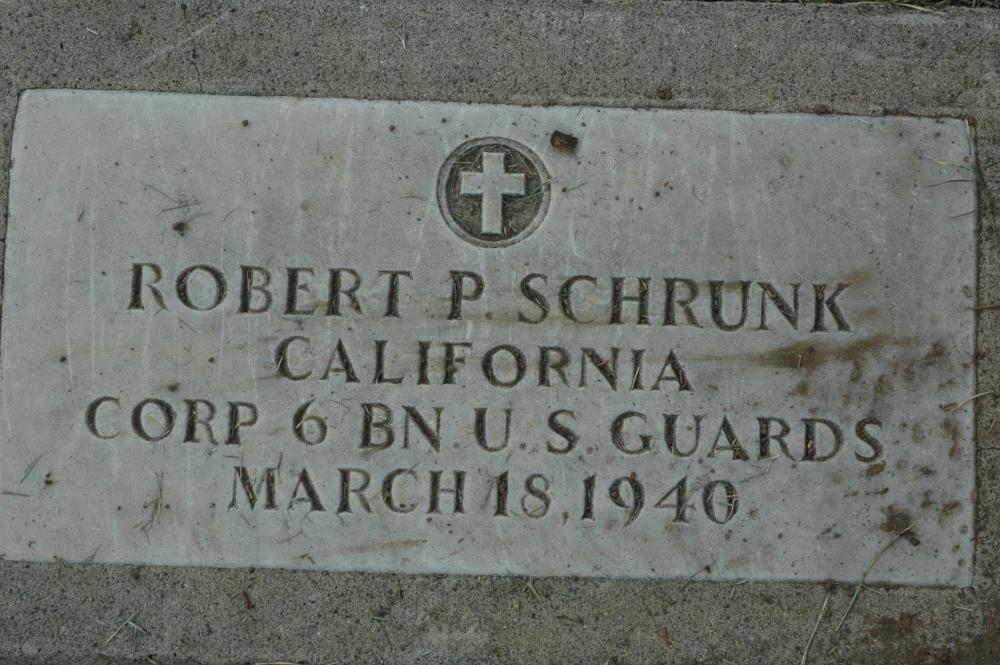 ROBERT P. SCHRUNK
CALIFORNIA
CORP 6 BN U.S. GUARDS
MARCH 18, 1940